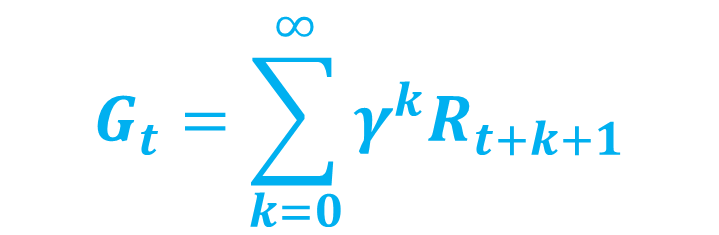 G_t = \sum_{k=0}^{\infty} \gamma^k R_{t+k+1}